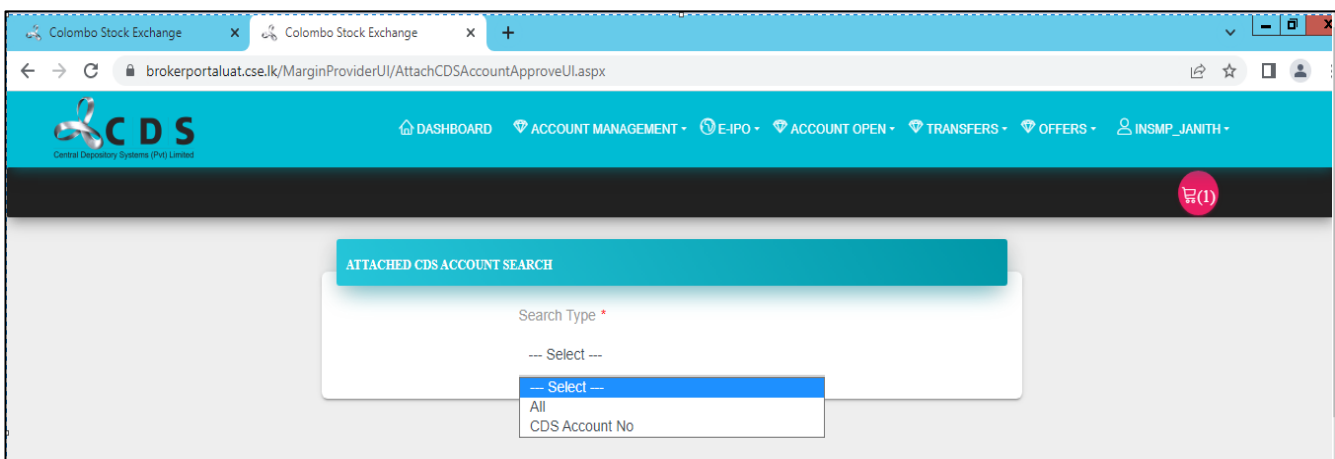 Colombo Stock Exchange x Colombo Stock Exchange x +
brokerportaluat.cse.lk/MarginProviderUI/AttachCDSAccountApproveUI.aspx
CDS
Central Depository Systems (Pvt) Limited
DASHBOARD ACCOUNT MANAGEMENT E-IPO ACCOUNT OPEN TRANSFERS OFFERS INSMP_JANITH
(1)
ATTACHED CDS ACCOUNT SEARCH
Search Type *
--- Select ---
--- Select ---
All
CDS Account No